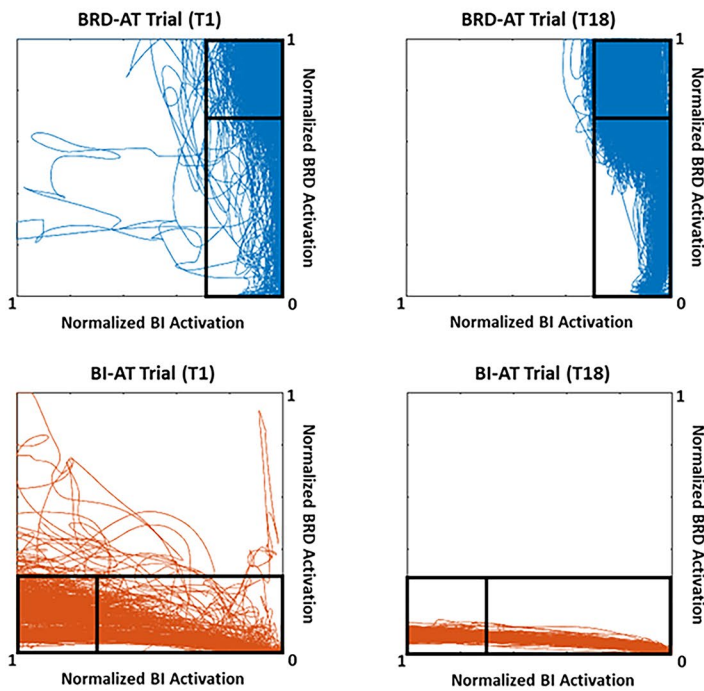 BRD-AT Trial (T1)
1
Normalized BRD Activation
1
0
Normalized BI Activation
BRD-AT Trial (T18)
1
Normalized BRD Activation
1
0
Normalized BI Activation
BI-AT Trial (T1)
1
Normalized BRD Activation
1
0
Normalized BI Activation
BI-AT Trial (T18)
1
Normalized BRD Activation
1
0
Normalized BI Activation